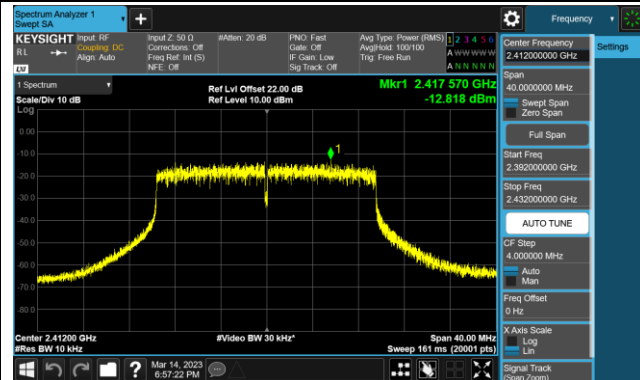 Spectrum Analyzer 1
Swept SA
Frequency
KEYSIGHT
RL
LXI
Input: RF
Coupling: DC
Align: Auto
Input Z: 50 Ω
Corrections: Off
Freq Ref: Int (S)
NFE: Off
#Atten: 20 dB
PNO: Fast
Gate: Off
IF Gain: Low
Sig Track: Off
Avg Type: Power (RMS)
Avg|Hold: 100/100
Trig: Free Run
1 2 3 4 5 6
A W W W W W
A N N N N N
1 Spectrum
Scale/Div 10 dB
Log
Ref Lvl Offset 22.00 dB
Ref Level 10.00 dBm
Mkr1 2.417 570 GHz
-12.818 dBm
1
0.00
-10.0
-20.0
-30.0
-40.0
-50.0
-60.0
-70.0
-80.0
Center 2.41200 GHz
#Res BW 10 kHz
#Video BW 30 kHz*
Span 40.00 MHz
Sweep 161 ms (20001 pts)
Center Frequency
2.412000000 GHz
Span
40.0000000 MHz
Swept Span
Zero Span
Full Span
Start Freq
2.392000000 GHz
Stop Freq
2.432000000 GHz
AUTO TUNE
CF Step
4.000000 MHz
Auto
Man
Freq Offset
0 Hz
X Axis Scale
Log
Lin
Signal Track
(Span Zoom)
Settings
?
Mar 14, 2023
6:57:22 PM